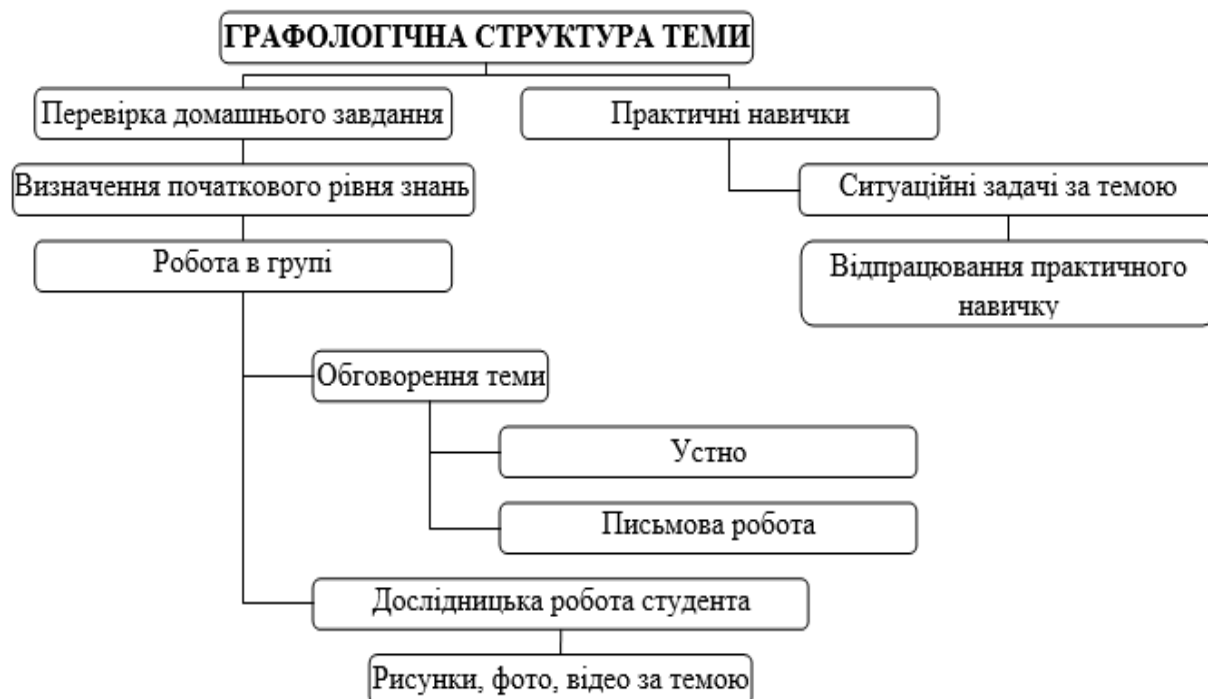 ГРАФОЛОГІЧНА СТРУКТУРА ТЕМИ
Перевірка домашнього завдання
Практичні навички
Визначення початкового рівня знань
Ситуаційні задачі за темою
Робота в групі
Відпрацювання практичного
навичку
Обговорення теми
Устно
Письмова робота
Дослідницька робота студента
Рисунки, фото, відео за темою